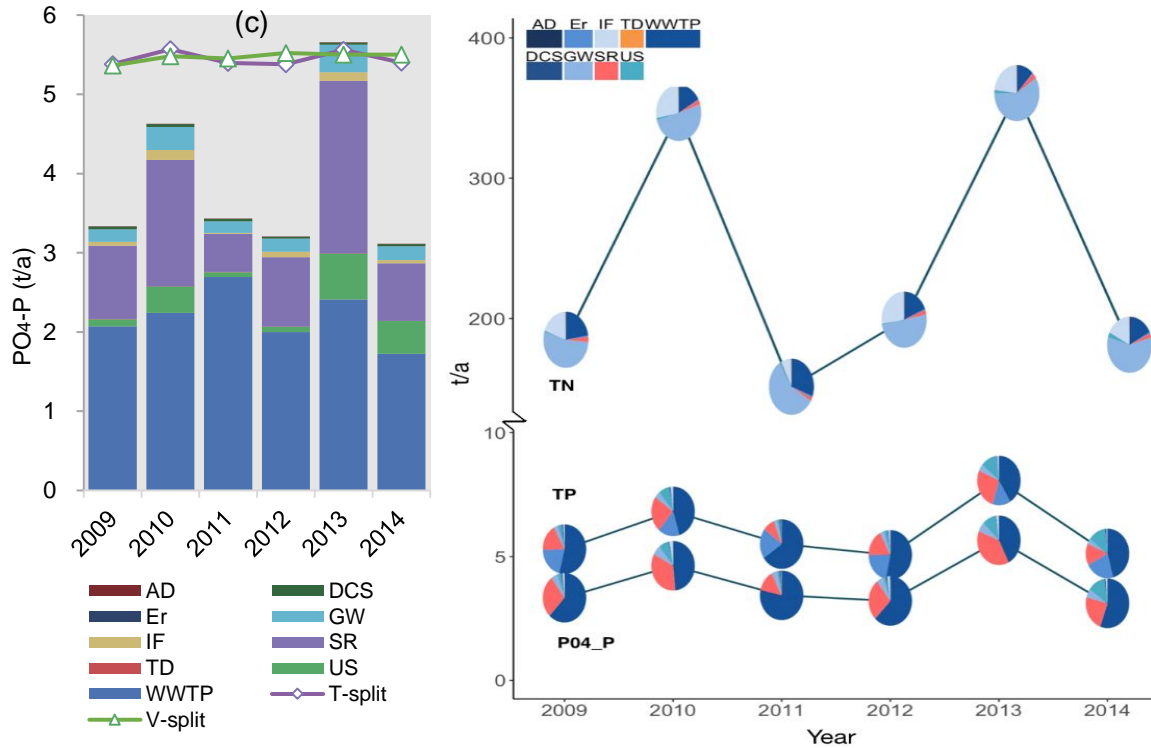 (c)
PO₄-P (t/a)
6
5
4
3
2
1
0
2009 2010 2011 2012 2013 2014
AD DCS
Er GW
IF SR
TD US
WWTP T-split
V-split
AD Er IF TD WWTP
DCS GW SR US
t/a
400
300
200
10
5
0
TN
TP
P04_P
2009 2010 2011 2012 2013 2014
Year